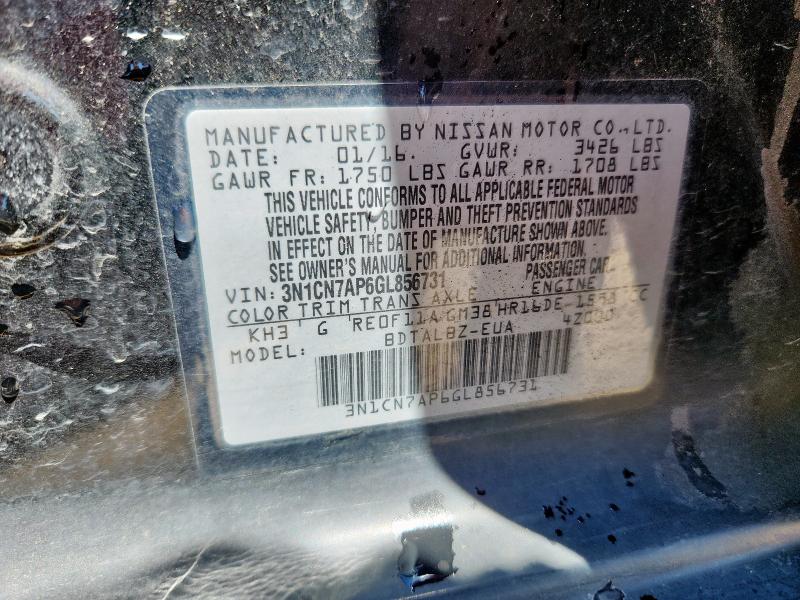 MANUFACTURED BY NISSAN MOTOR CO.,LTD.
DATE: 01/16. GVWR: 3426 LBS
GAWR FR: 1750 LBS GAWR RR: 1708 LBS
THIS VEHICLE CONFORMS TO ALL APPLICABLE FEDERAL MOTOR
VEHICLE SAFETY, BUMPER AND THEFT PREVENTION STANDARDS
IN EFFECT ON THE DATE OF MANUFACTURE SHOWN ABOVE.
SEE OWNER'S MANUAL FOR ADDITIONAL INFORMATION.
VIN: 3N1CN7AP6GL856731 PASSENGER CAR
COLOR TRIM TRANS AXLE ENGINE
KH3 G RE0F11A GM38 HR16DE-1598 CC
MODEL: BDTALBZ-EUA 42000
3N1CN7AP6GL856731